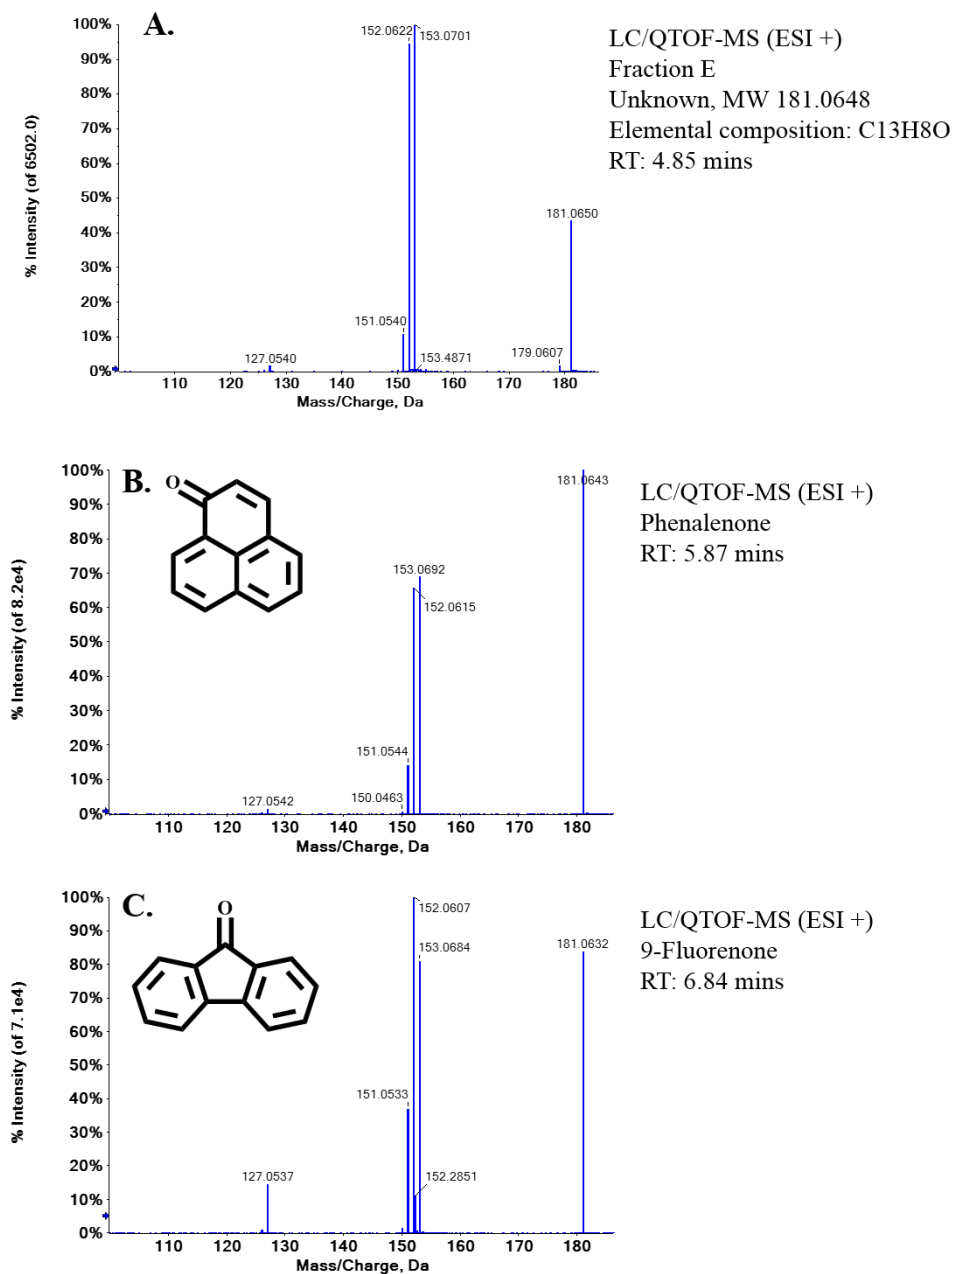 A.
LC/QTOF-MS (ESI +)
Fraction E
Unknown, MW 181.0648
Elemental composition: C13H8O
RT: 4.85 mins
% Intensity (of 6502.0)
100%
90%
80%
70%
60%
50%
40%
30%
20%
10%
0%
152.0622
153.0701
181.0650
151.0540
153.4871
179.0607
127.0540
110 120 130 140 150 160 170 180
Mass/Charge, Da
B.
O
LC/QTOF-MS (ESI +)
Phenalenone
RT: 5.87 mins
% Intensity (of 8.2e4)
100%
90%
80%
70%
60%
50%
40%
30%
20%
10%
0%
181.0643
153.0692
152.0615
151.0544
150.0463
127.0542
110 120 130 140 150 160 170 180
Mass/Charge, Da
C.
O
LC/QTOF-MS (ESI +)
9-Fluorenone
RT: 6.84 mins
% Intensity (of 7.1e4)
100%
90%
80%
70%
60%
50%
40%
30%
20%
10%
0%
152.0607
153.0684
181.0632
151.0533
152.2851
127.0537
110 120 130 140 150 160 170 180
Mass/Charge, Da